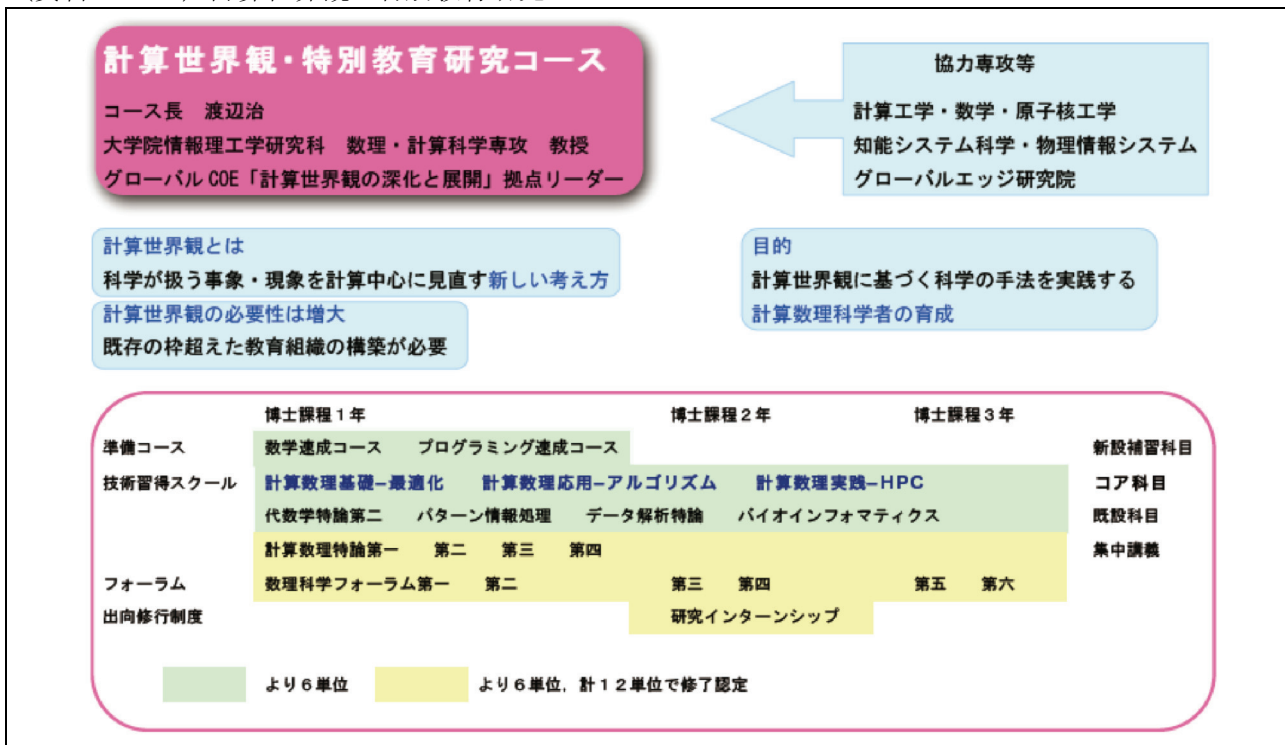 計算世界観・特別教育研究コース
コース長　渡辺治
大学院情報理工学研究科　数理・計算科学専攻　教授
グローバル COE「計算世界観の深化と展開」拠点リーダー
協力専攻等
計算工学・数学・原子核工学
知能システム科学・物理情報システム
グローバルエッジ研究院
計算世界観とは
科学が扱う事象・現象を計算中心に見直す新しい考え方
計算世界観の必要性は増大
既存の枠超えた教育組織の構築が必要
目的
計算世界観に基づく科学の手法を実践する
計算数理科学者の育成
博士課程１年　博士課程２年　博士課程３年
準備コース　数学速成コース　プログラミング速成コース　新設補習科目
技術習得スクール　計算数理基礎–最適化　計算数理応用–アルゴリズム　計算数理実践–HPC　コア科目
代数学特論第二　パターン情報処理　データ解析特論　バイオインフォマティクス　既設科目
計算数理特論第一　第二　第三　第四　集中講義
フォーラム　数理科学フォーラム第一　第二　第三　第四　第五　第六
出向修行制度　研究インターンシップ
より６単位　より６単位，計１２単位で修了認定